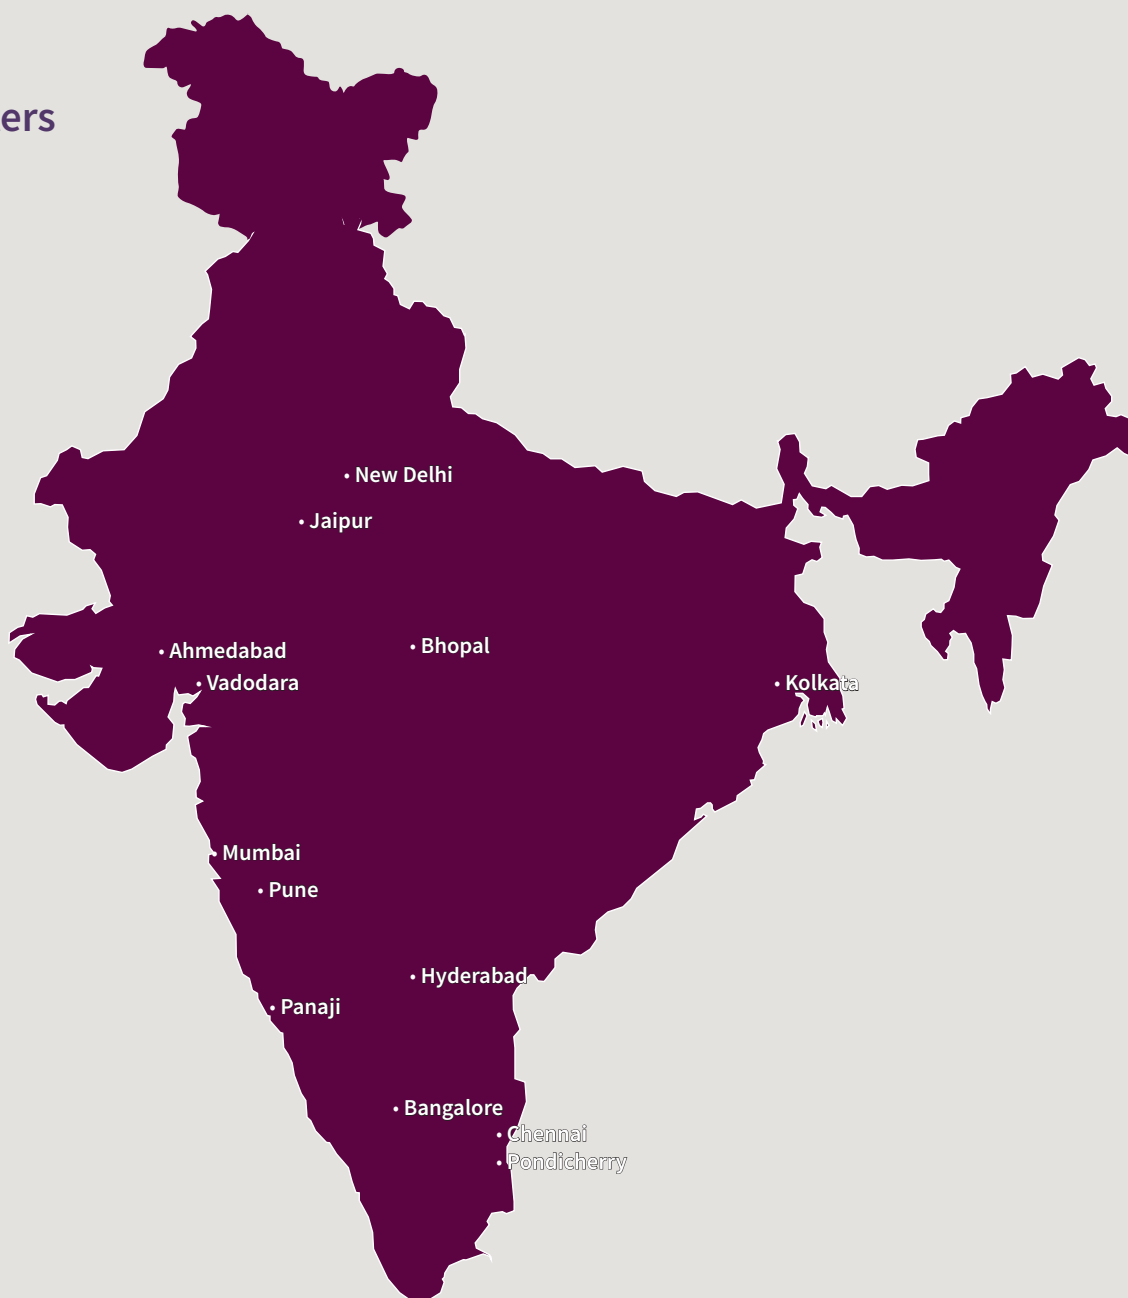 ers
New Delhi
Jaipur
Bhopal
Ahmedabad
Vadodara
Kolkata
Mumbai
Pune
Hyderabad
Panaji
Bangalore
Chennai
Pondicherry